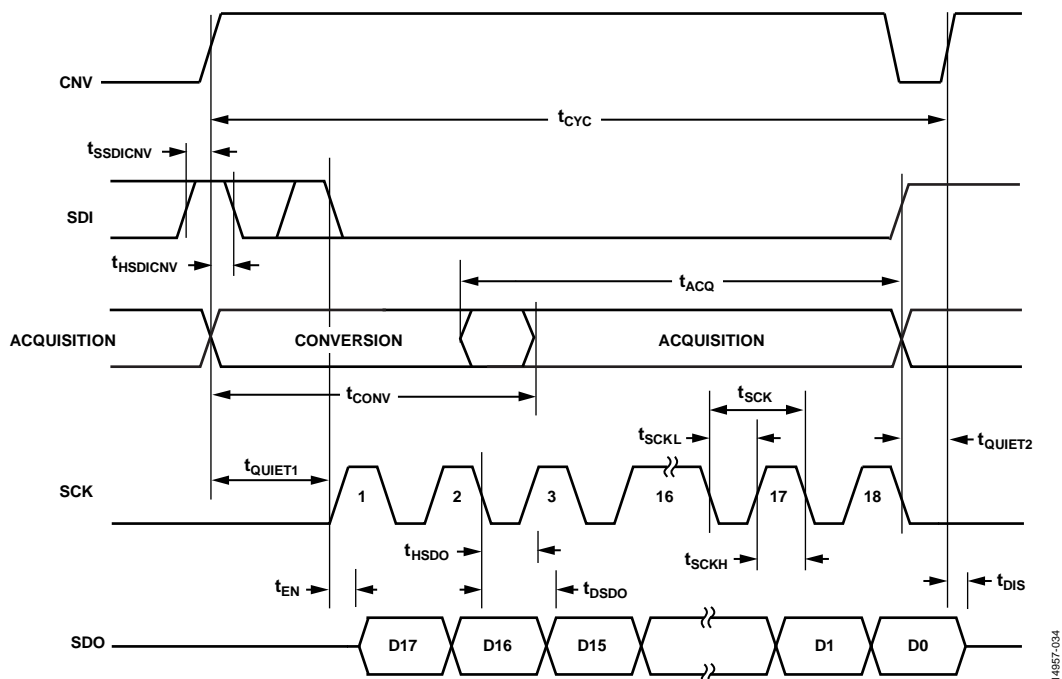 CNV
tCYC
tSSDICNV
SDI
tHSDICNV
tACQ
ACQUISITION
CONVERSION
ACQUISITION
tCONV
tSCK
tSCKL
tQUIET2
tQUIET1
SCK
1
2
3
16
17
18
tHSDO
tSCKH
tEN
tDSDO
tDIS
SDO
D17
D16
D15
D1
D0
14957-034